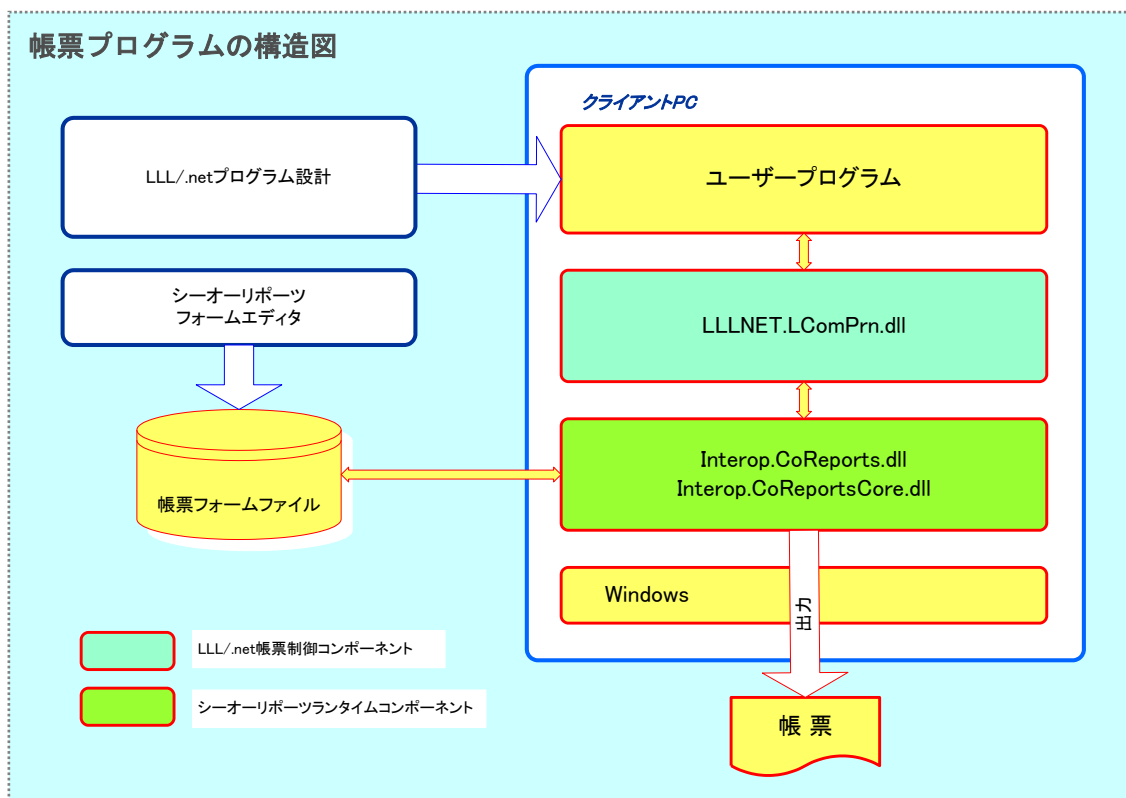 帳票プログラムの構造図
クライアントPC
LLL/.netプログラム設計
ユーザープログラム
シーオーリポーツ
フォームエディタ
LLLNET.LComPrn.dll
帳票フォームファイル
Interop.CoReports.dll
Interop.CoReportsCore.dll
Windows
出力
LLL/.net帳票制御コンポーネント
シーオーリポーツランタイムコンポーネント
帳 票